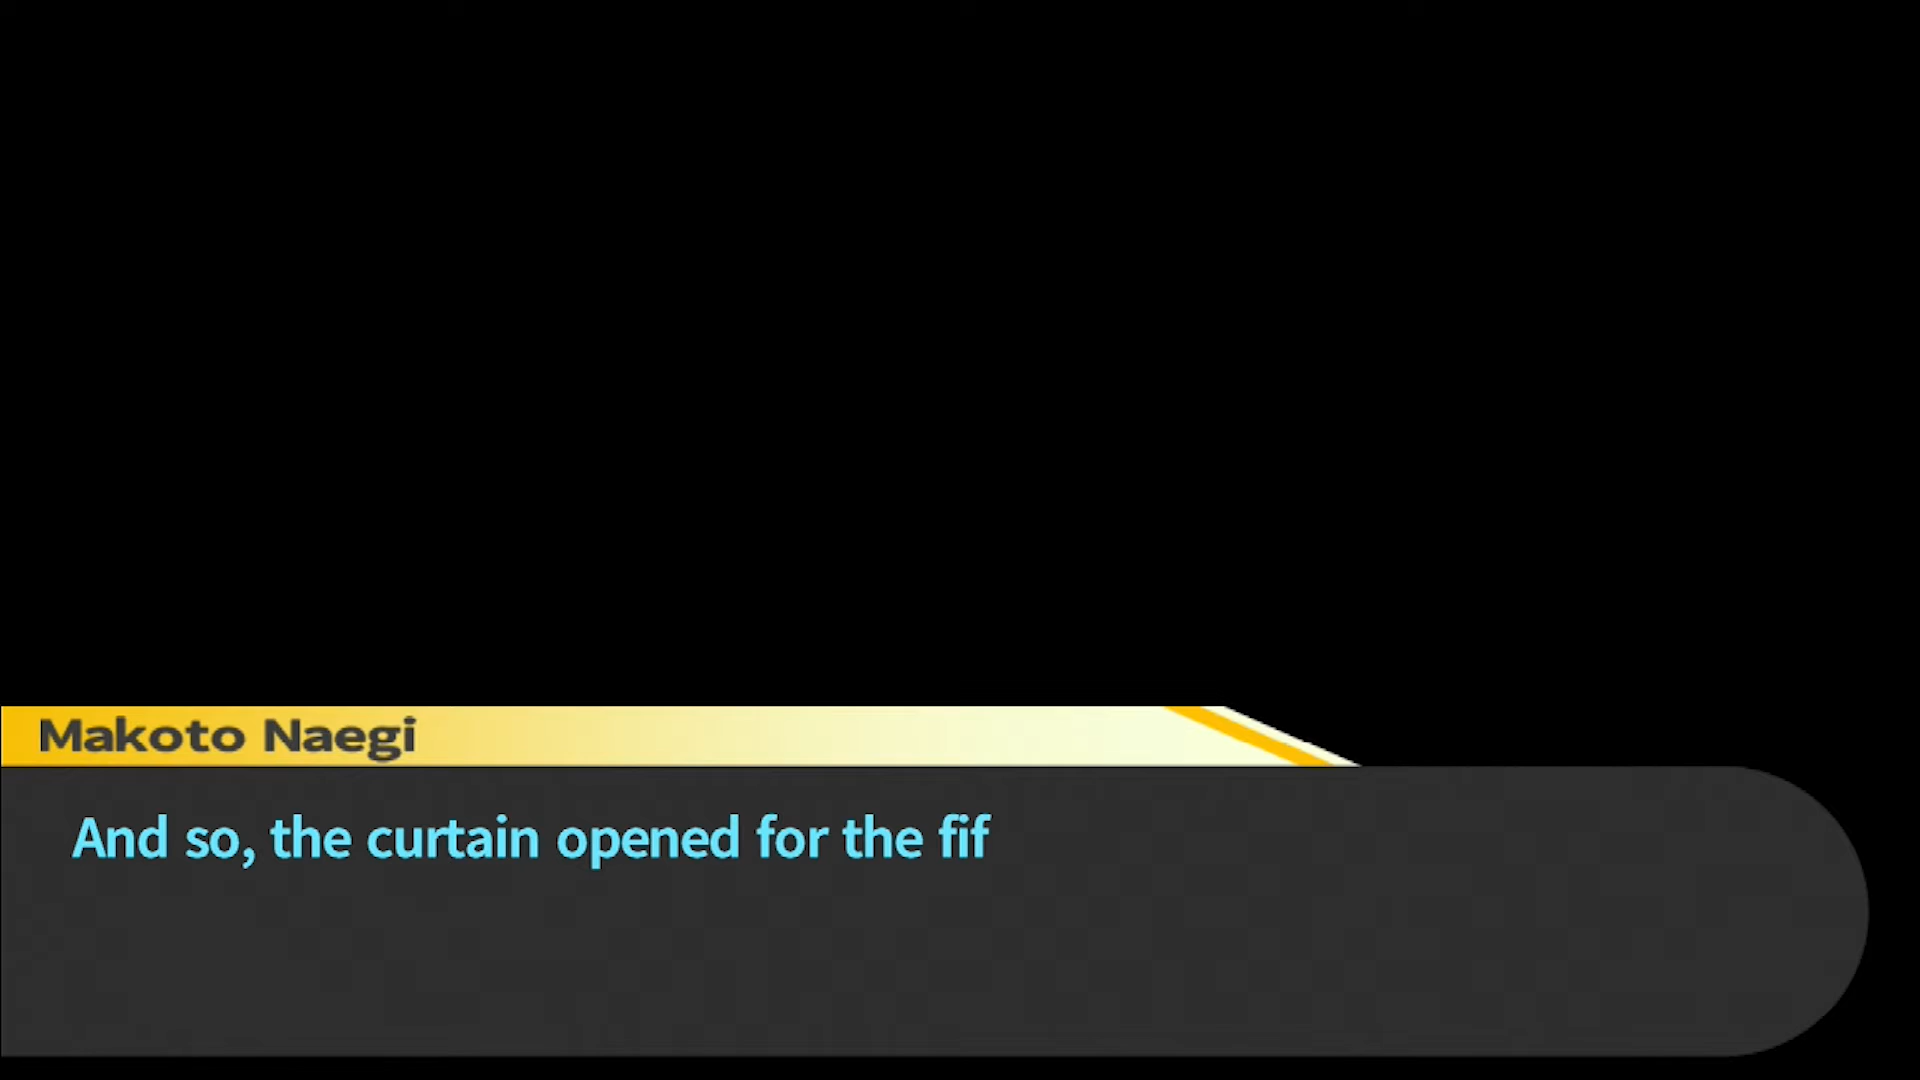 Makoto Naegi
And so, the curtain opened for the fif